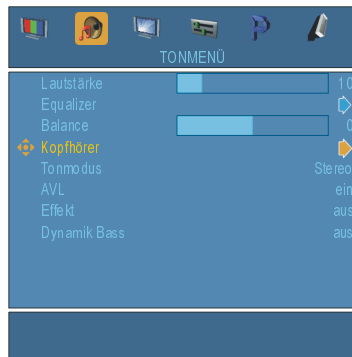 TONMENÜ
Lautstärke 10
Equalizer
Balance 0
Kopfhörer
Tonmodus Stereo
AVL ein
Effekt aus
Dynamik Bass aus